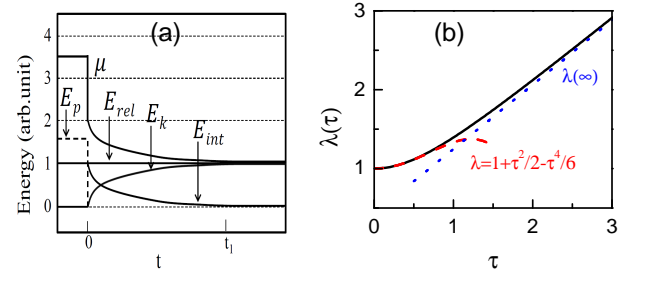 (a)
Energy (arb.unit)
4
3
2
1
0
μ
E_p
E_rel
E_k
E_int
0
t_1
t
(b)
λ(τ)
3
2
1
λ(∞)
λ=1+τ²/2-τ⁴/6
0
1
2
3
τ